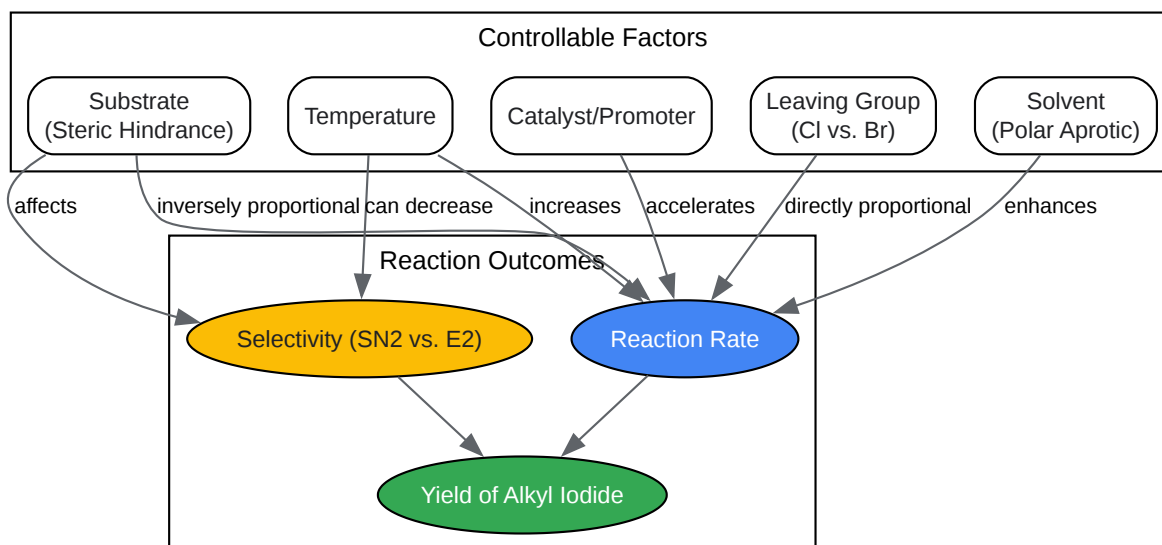 Controllable Factors
Substrate
(Steric Hindrance)
Temperature
Catalyst/Promoter
Leaving Group
(Cl vs. Br)
Solvent
(Polar Aprotic)
affects
inversely proportional
can decrease
increases
accelerates
directly proportional
enhances
Reaction Outcomes
Selectivity (SN2 vs. E2)
Reaction Rate
Yield of Alkyl Iodide